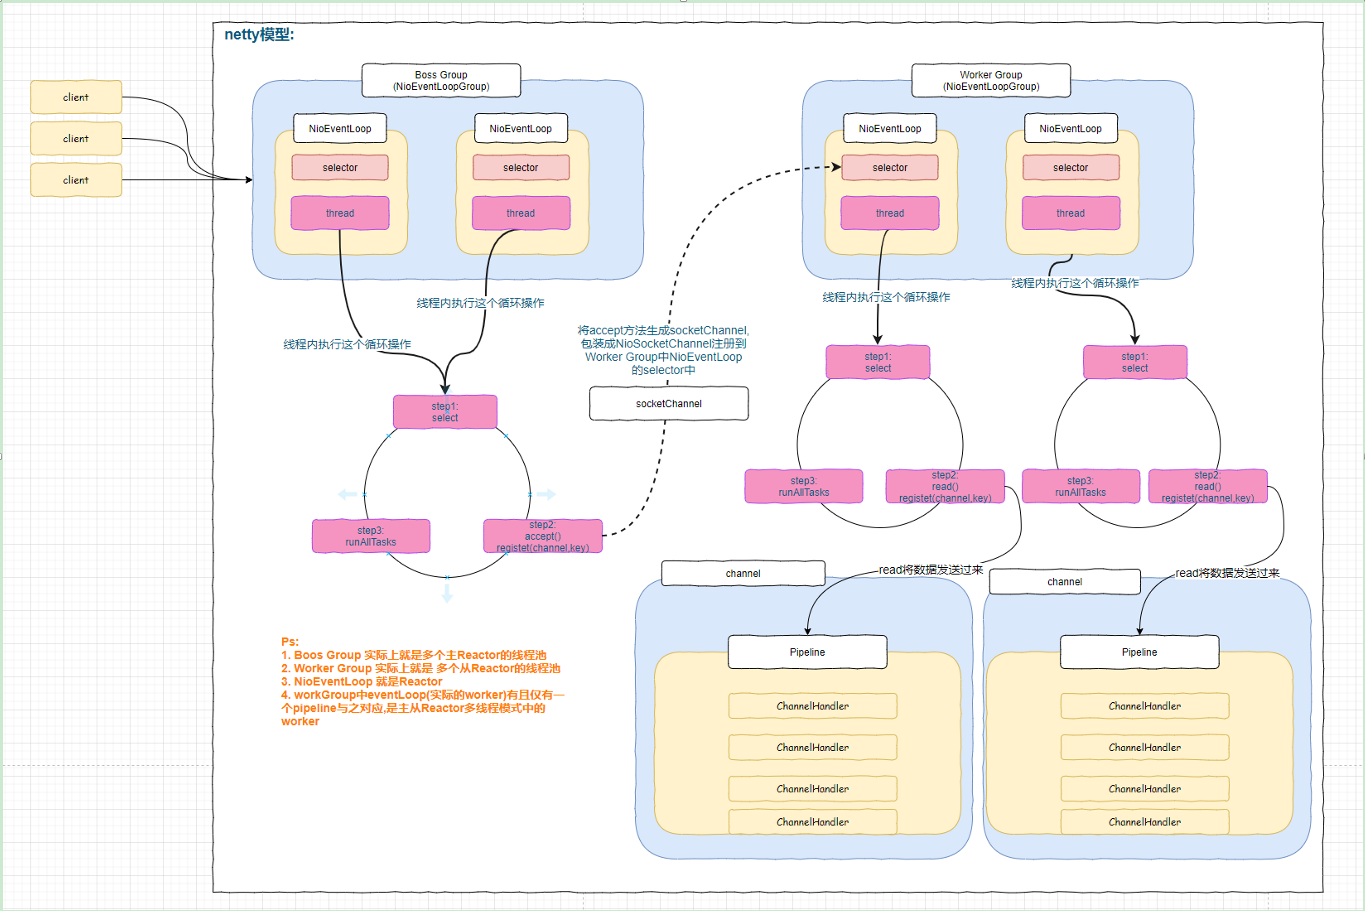 netty模型:
client
client
client
Boss Group
(NioEventLoopGroup)
NioEventLoop
selector
thread
NioEventLoop
selector
thread
Worker Group
(NioEventLoopGroup)
NioEventLoop
selector
thread
NioEventLoop
selector
thread
线程内执行这个循环操作
线程内执行这个循环操作
线程内执行这个循环操作
线程内执行这个循环操作
将accept方法生成socketChannel,
包装成NioSocketChannel注册到
Worker Group中NioEventLoop
的selector中
socketChannel
step1:
select
step2:
accept()
registet(channel,key)
step3:
runAllTasks
step1:
select
step2:
read()
registet(channel,key)
step3:
runAllTasks
step1:
select
step2:
read()
registet(channel,key)
step3:
runAllTasks
read将数据发送过来
read将数据发送过来
channel
Pipeline
ChannelHandler
ChannelHandler
ChannelHandler
ChannelHandler
channel
Pipeline
ChannelHandler
ChannelHandler
ChannelHandler
ChannelHandler
Ps:
1. Boos Group 实际上就是多个主Reactor的线程池
2. Worker Group 实际上就是 多个从Reactor的线程池
3. NioEventLoop 就是Reactor
4. workGroup中eventLoop(实际的worker)有且仅有一
个pipeline与之对应,是主从Reactor多线程模式中的
worker